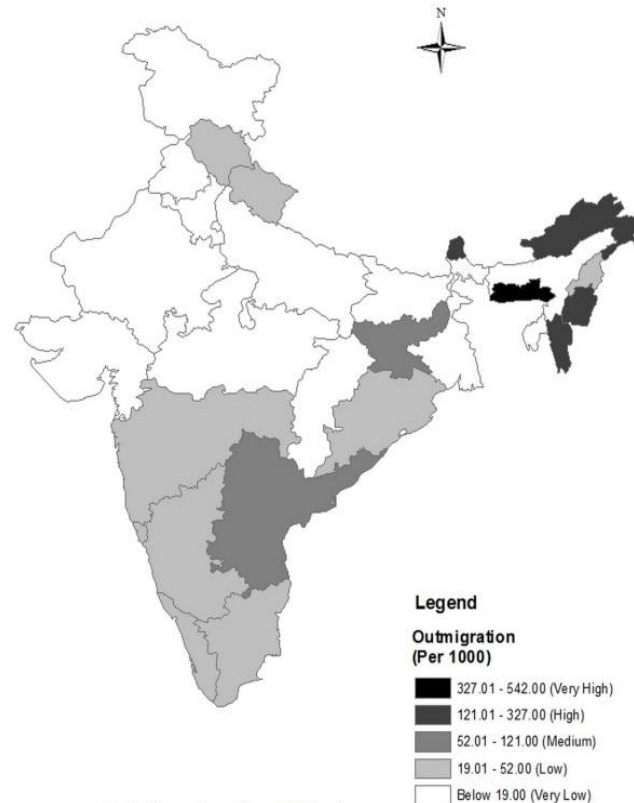 N
Legend
Outmigration
(Per 1000)
327.01 - 542.00 (Very High)
121.01 - 327.00 (High)
52.01 - 121.00 (Medium)
19.01 - 52.00 (Low)
Below 19.00 (Very Low)